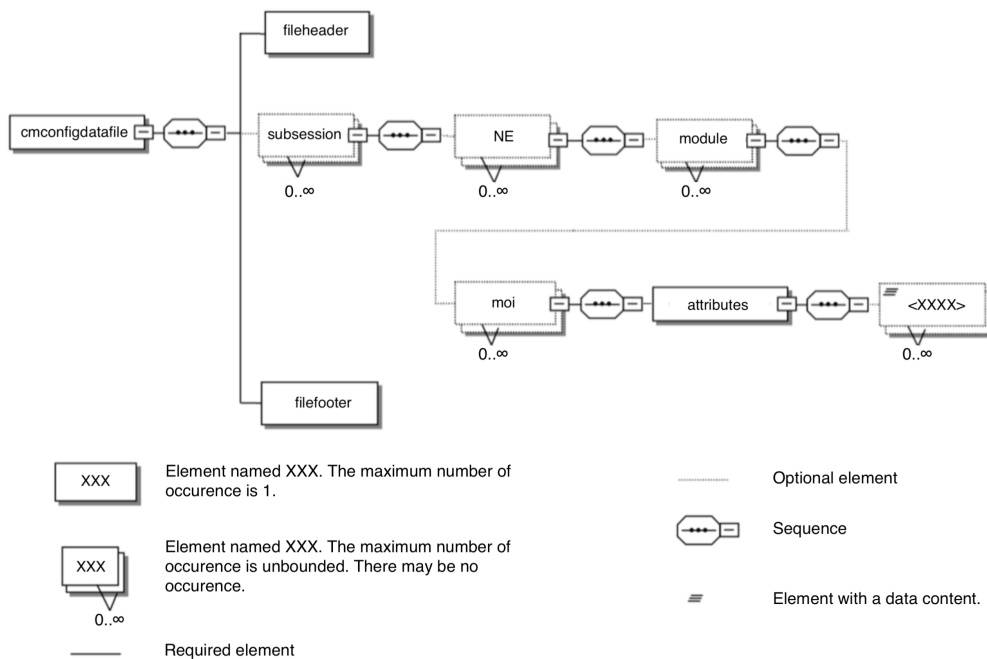 fileheader
cmconfigdatafile
subsession
NE
module
0..∞
0..∞
0..∞
moi
attributes
<XXXX>
0..∞
0..∞
filefooter
XXX
Element named XXX. The maximum number of
occurence is 1.
XXX
0..∞
Element named XXX. The maximum number of
occurence is unbounded. There may be no
occurence.
Required element
Optional element
Sequence
Element with a data content.